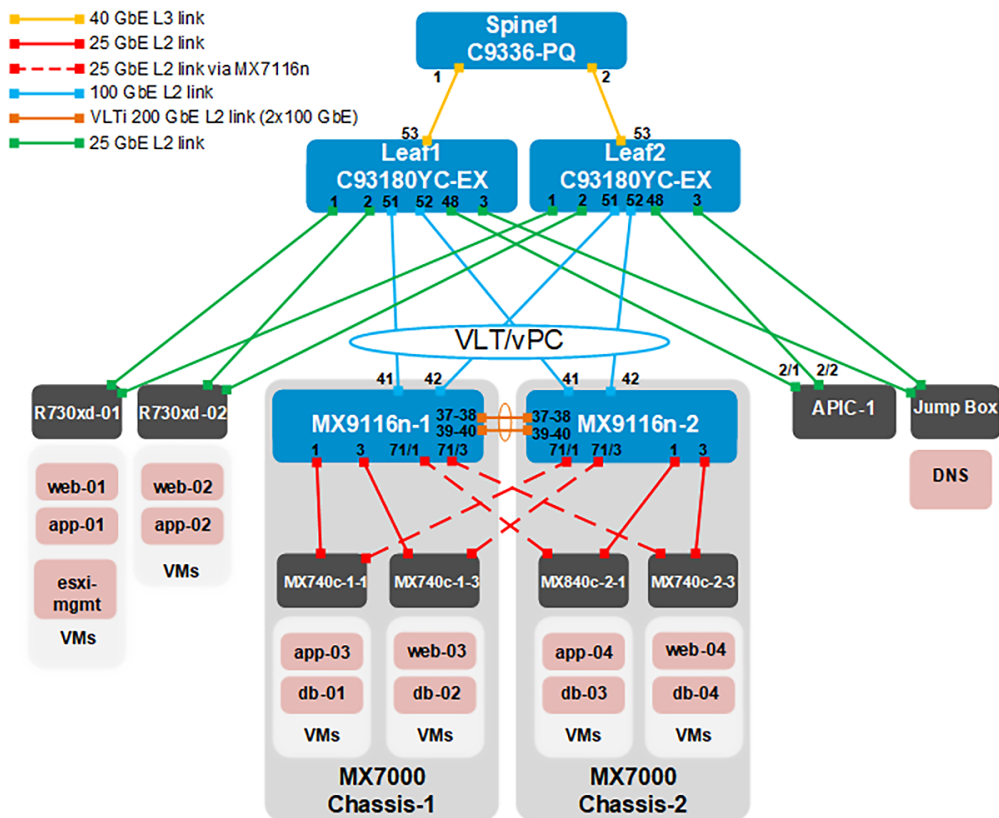 40 GbE L3 link
25 GbE L2 link
25 GbE L2 link via MX7116n
100 GbE L2 link
VLTi 200 GbE L2 link (2x100 GbE)
25 GbE L2 link
Spine1
C9336-PQ
1
2
53
53
Leaf1
C93180YC-EX
1 2 51 52 48 3
Leaf2
C93180YC-EX
1 2 51 52 48 3
VLT/vPC
41 42
41 42
2/1 2/2
R730xd-01
R730xd-02
APIC-1
Jump Box
MX9116n-1
37-38
39-40
1 3 71/1 71/3
37-38
39-40
MX9116n-2
71/1 71/3 1 3
web-01
app-01
esxi-
mgmt
VMs
web-02
app-02
VMs
DNS
MX740c-1-1
MX740c-1-3
MX840c-2-1
MX740c-2-3
app-03
db-01
VMs
web-03
db-02
VMs
app-04
db-03
VMs
web-04
db-04
VMs
MX7000
Chassis-1
MX7000
Chassis-2